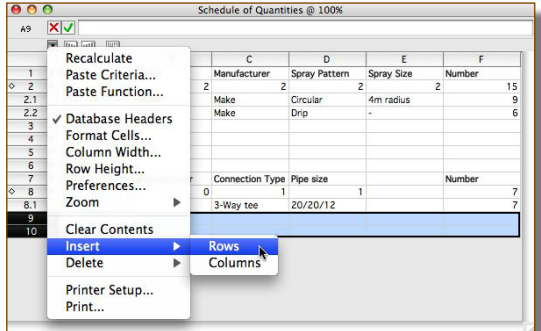 Schedule of Quantities @ 100%
A9
C D E F
1 Manufacturer Spray Pattern Spray Size Number
2 2 2 2 2 15
2.1 Make Circular 4m radius 9
2.2 Make Drip - 6
3
4
5
6
7 r Connection Type Pipe size Number
8 0 1 1 7
8.1 3-Way tee 20/20/12 7
9
10
Recalculate
Paste Criteria...
Paste Function...
Database Headers
Format Cells...
Column Width...
Row Height...
Preferences...
Zoom
Clear Contents
Insert
Delete
Printer Setup...
Print...
Rows
Columns